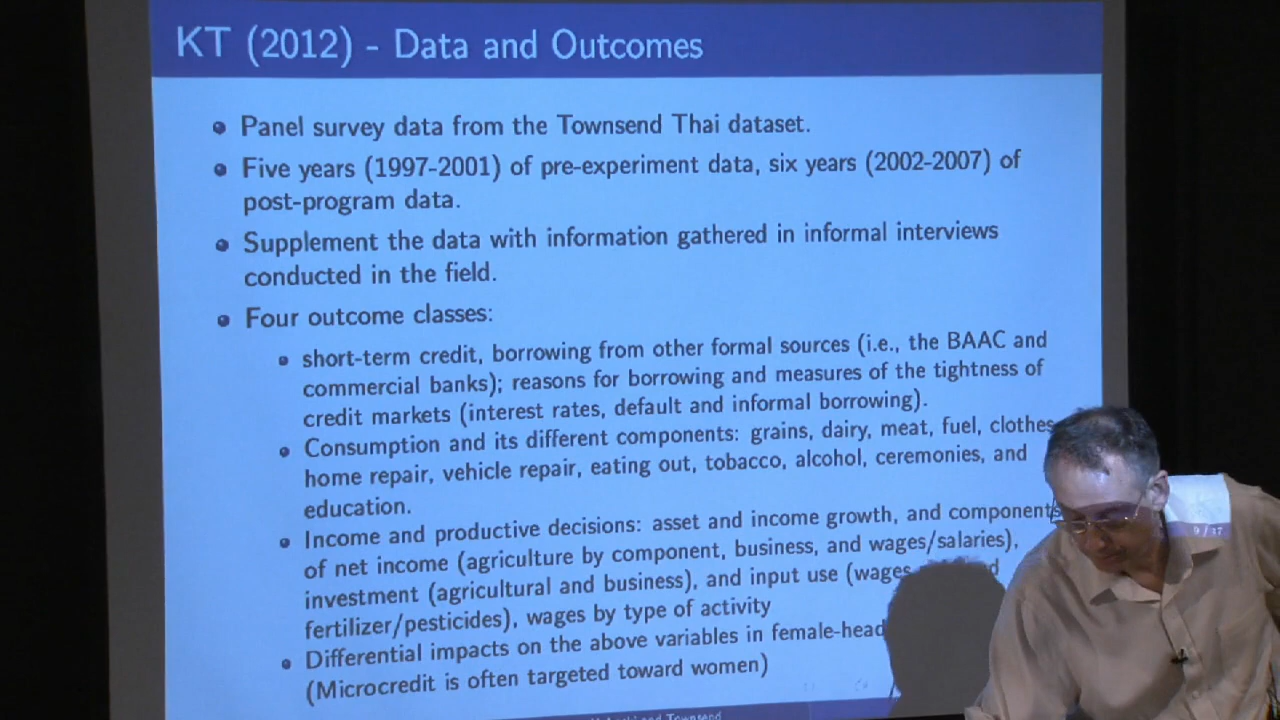 KT (2012) - Data and Outcomes
Panel survey data from the Townsend Thai dataset.
Five years (1997-2001) of pre-experiment data, six years (2002-2007) of
post-program data.
Supplement the data with information gathered in informal interviews
conducted in the field.
Four outcome classes:
short-term credit, borrowing from other formal sources (i.e., the BAAC and
commercial banks); reasons for borrowing and measures of the tightness of
credit markets (interest rates, default and informal borrowing).
Consumption and its different components: grains, dairy, meat, fuel, clothes
home repair, vehicle repair, eating out, tobacco, alcohol, ceremonies, and
education.
Income and productive decisions: asset and income growth, and components
of net income (agriculture by component, business, and wages/salaries),
investment (agricultural and business), and input use (wages
fertilizer/pesticides), wages by type of activity
Differential impacts on the above variables in female-head
(Microcredit is often targeted toward women)
and Townsend
9 / 17